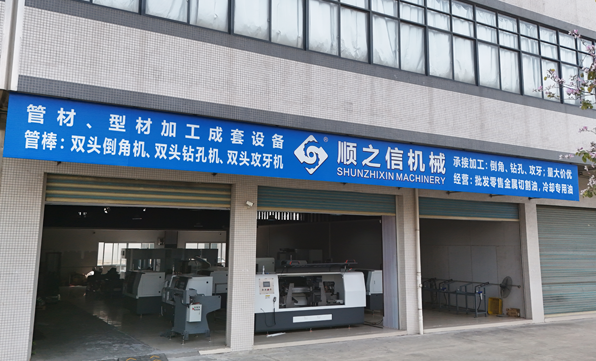 管材、型材加工成套设备
管棒：双头倒角机、双头钻孔机、双头攻牙机
®
顺之信机械
SHUNZHIXIN MACHINERY
承接加工：倒角、钻孔、攻牙；量大价优
经营：批发零售金属切割油、冷却专用油